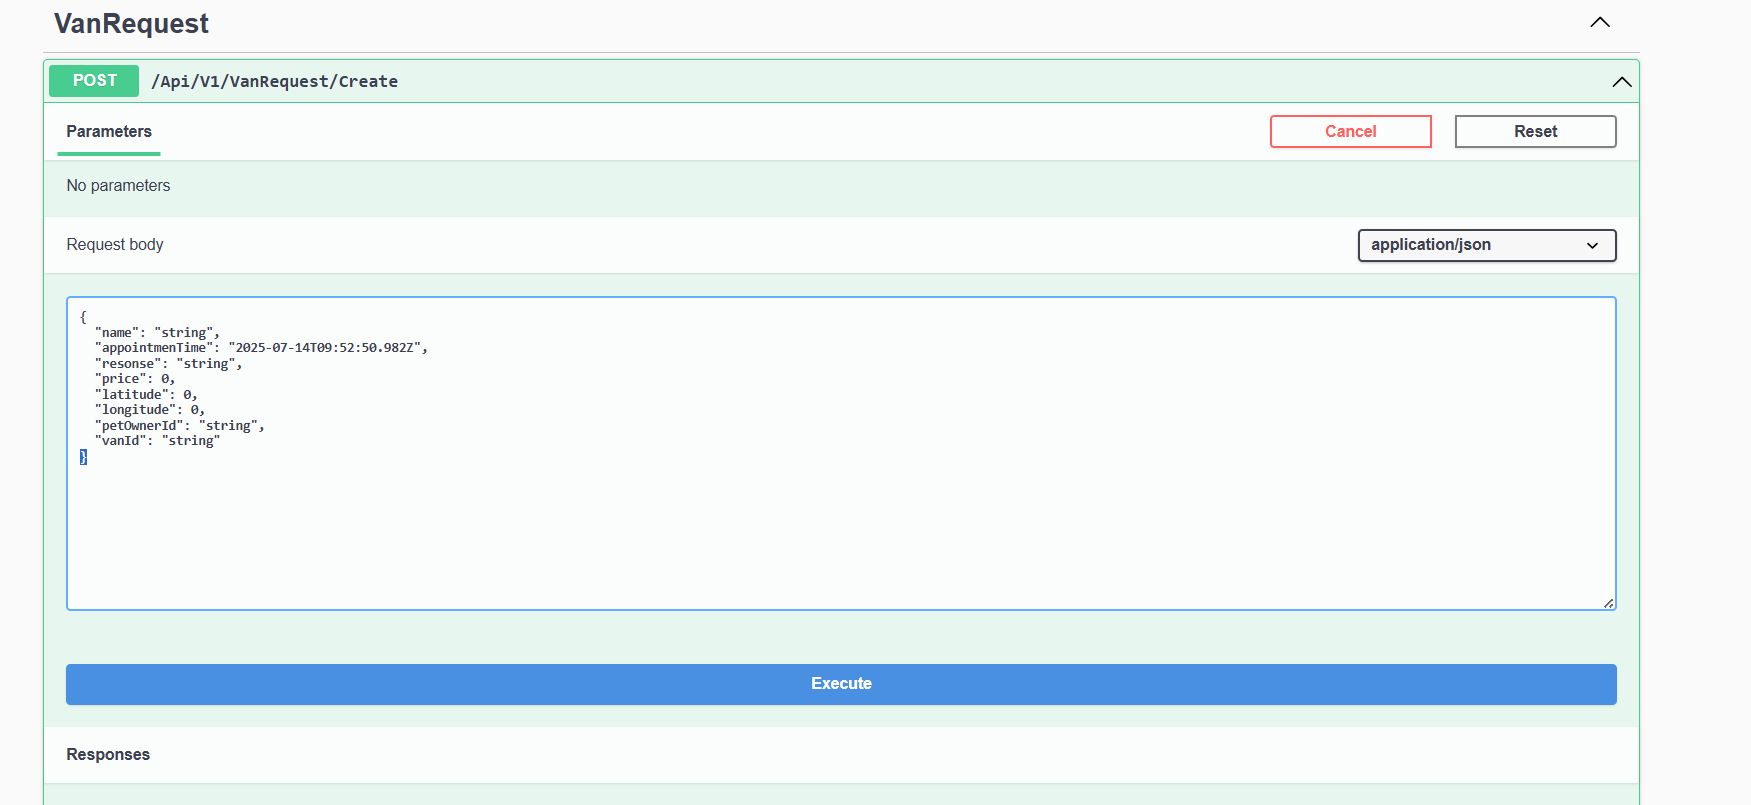 VanRequest
POST /Api/V1/VanRequest/Create
Parameters Cancel Reset
No parameters
Request body application/json
{
  "name": "string",
  "appointmenTime": "2025-07-14T09:52:50.982Z",
  "resonse": "string",
  "price": 0,
  "latitude": 0,
  "longitude": 0,
  "petOwnerId": "string",
  "vanId": "string"
}
Execute
Responses